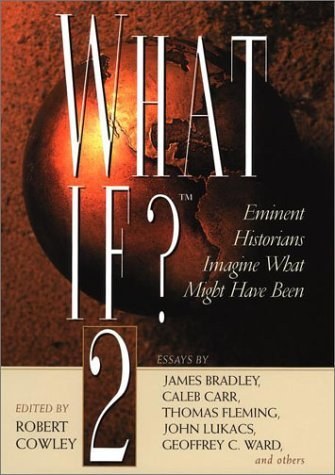 WHAT
IF?™
2
Eminent
Historians
Imagine What
Might Have Been
ESSAYS BY
JAMES BRADLEY,
CALEB CARR,
THOMAS FLEMING,
JOHN LUKACS,
GEOFFREY C. WARD,
and others
EDITED BY
ROBERT
COWLEY